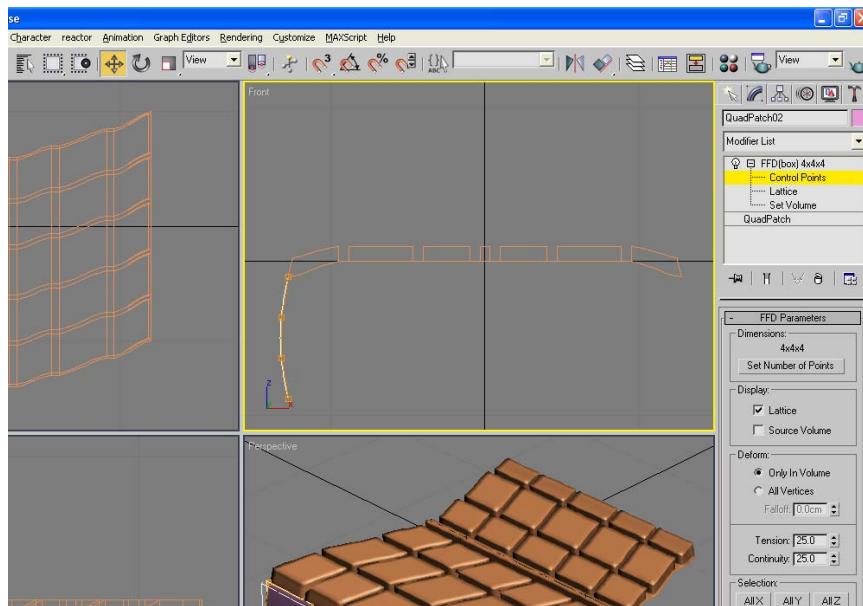 se
Character reactor Animation Graph Editors Rendering Customize MAXScript Help
View
3
%
ABC
View
Front
Z
X
Perspective
QuadPatch02
Modifier List
FFD(box) 4x4x4
Control Points
Lattice
Set Volume
QuadPatch
- FFD Parameters
Dimensions:
4x4x4
Set Number of Points
Display:
Lattice
Source Volume
Deform:
Only In Volume
All Vertices
Falloff: 0.0cm
Tension: 25.0
Continuity: 25.0
Selection:
All X All Y All Z